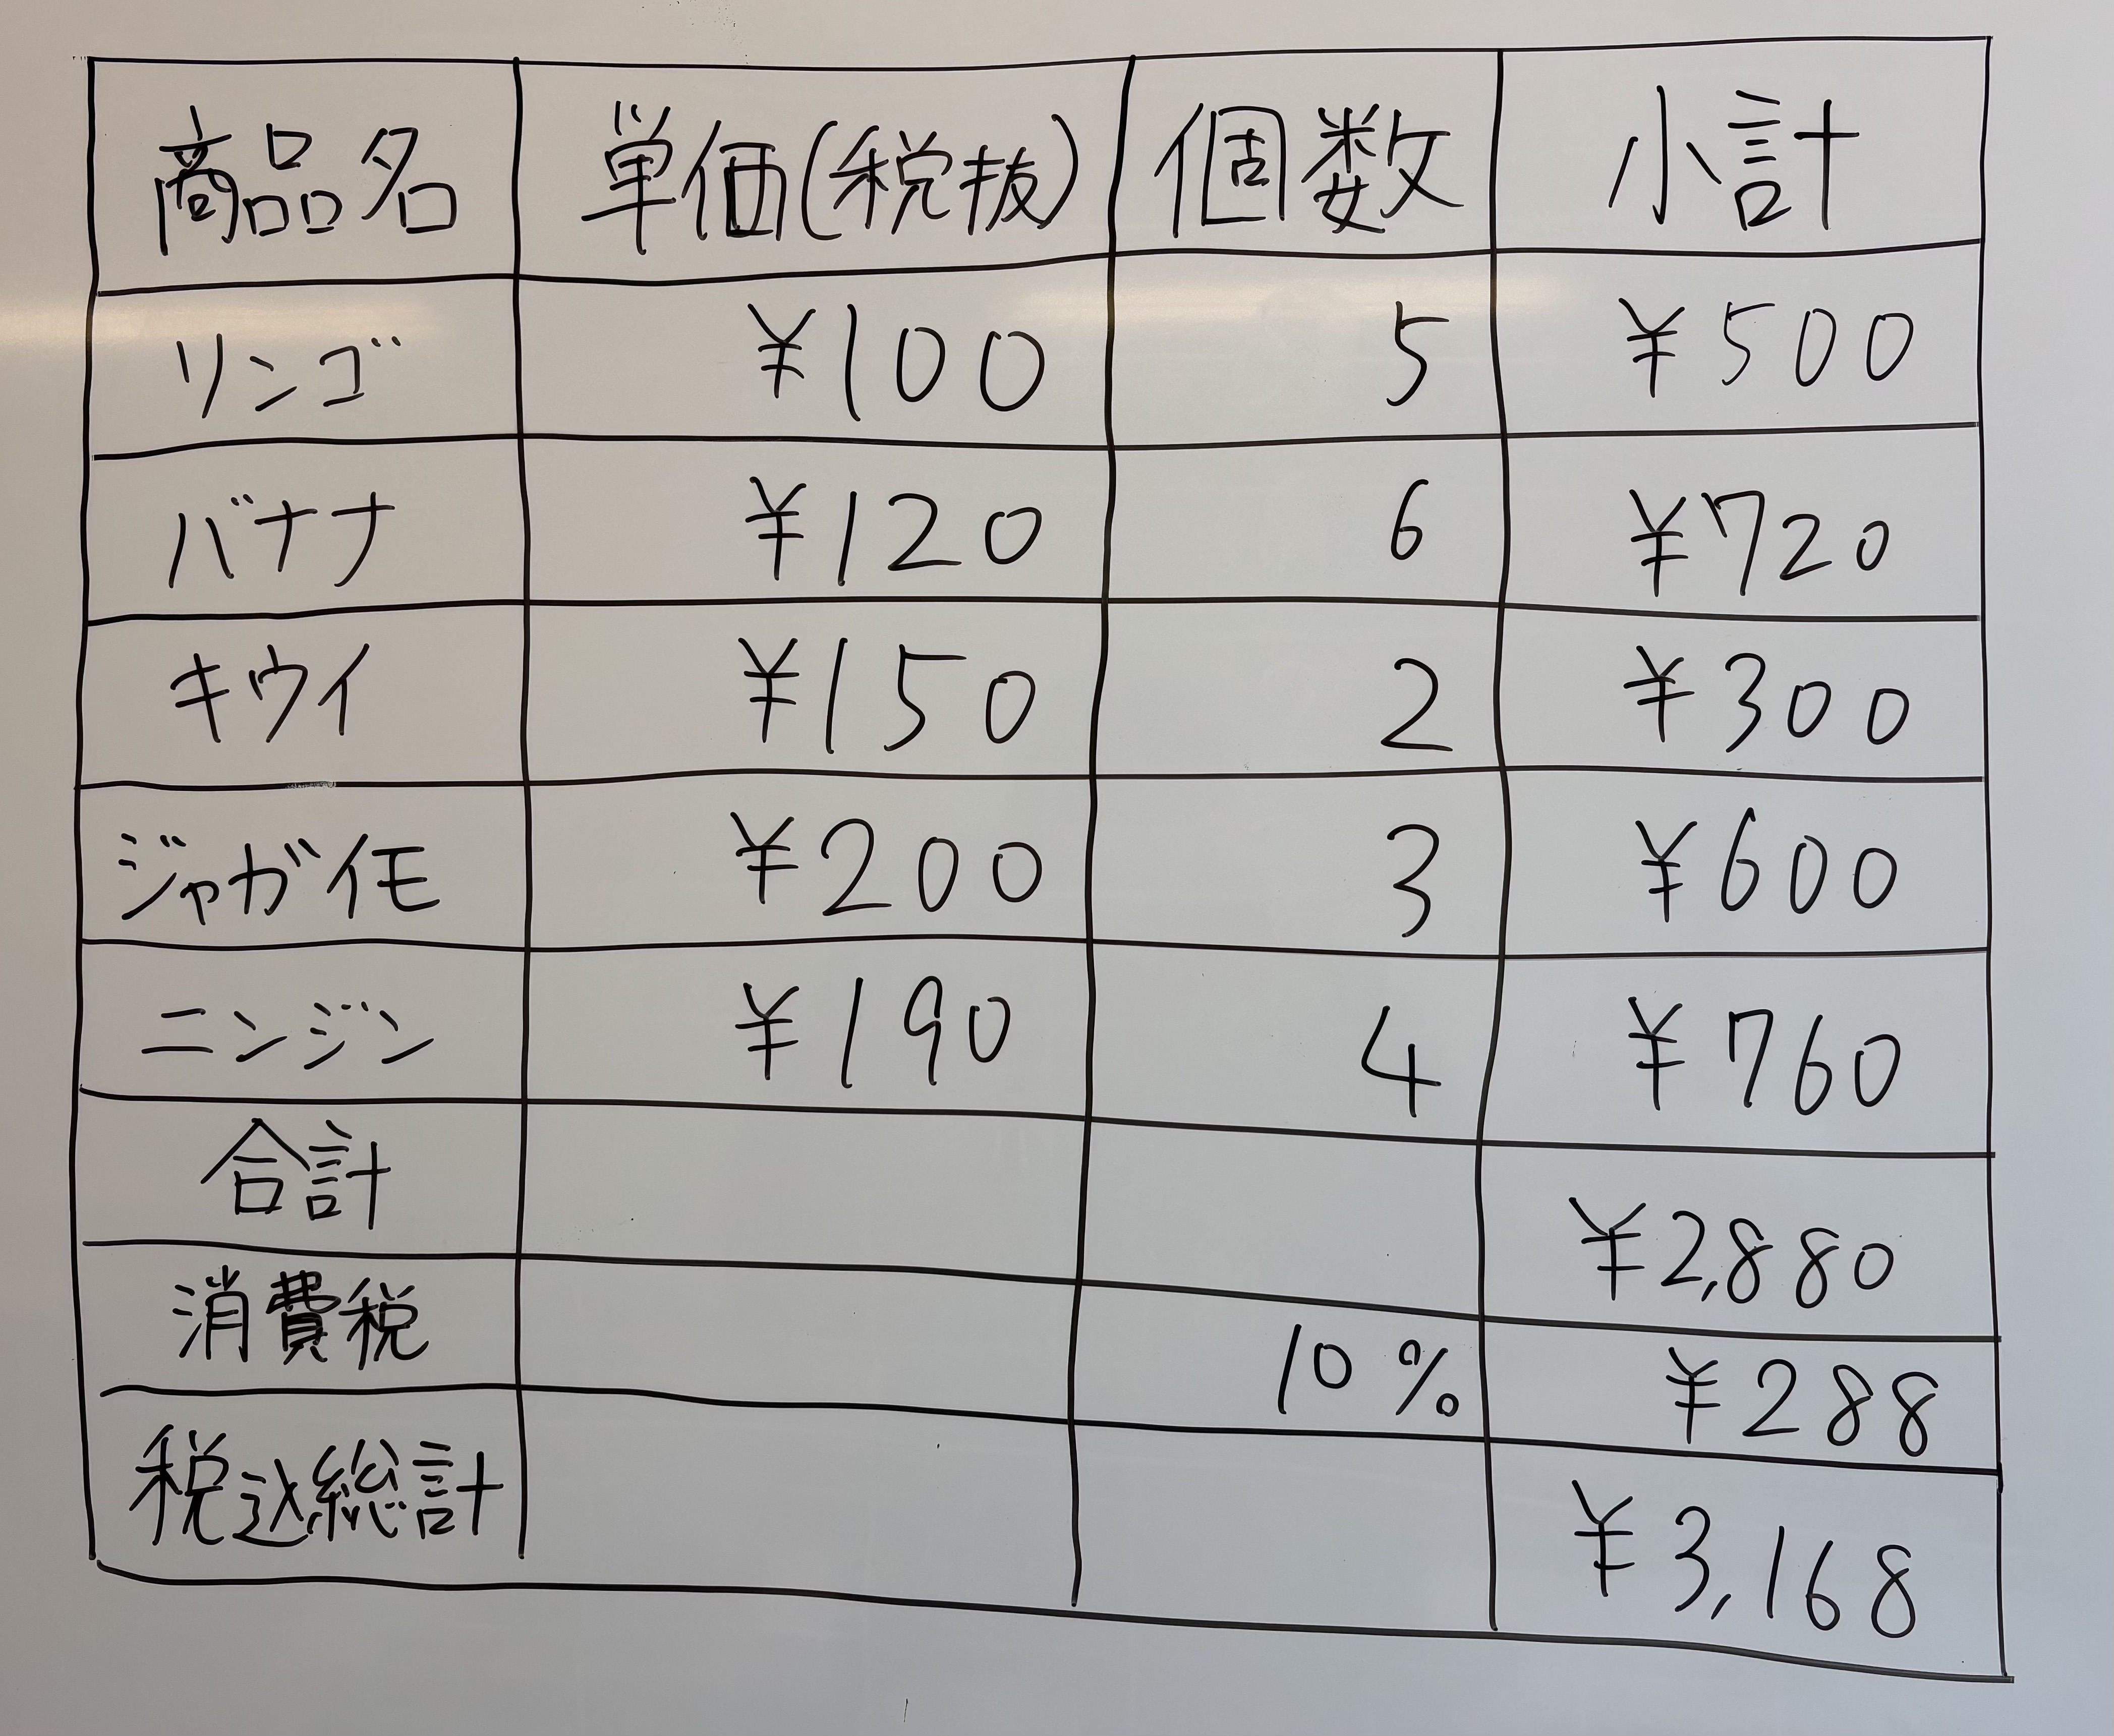 商品名 単価(税抜) 個数 小計
リンゴ ¥100 5 ¥500
バナナ ¥120 6 ¥720
キウイ ¥150 2 ¥300
ジャガイモ ¥200 3 ¥600
ニンジン ¥190 4 ¥760
合計 ¥2,880
消費税 10% ¥288
税込総計 ¥3,168